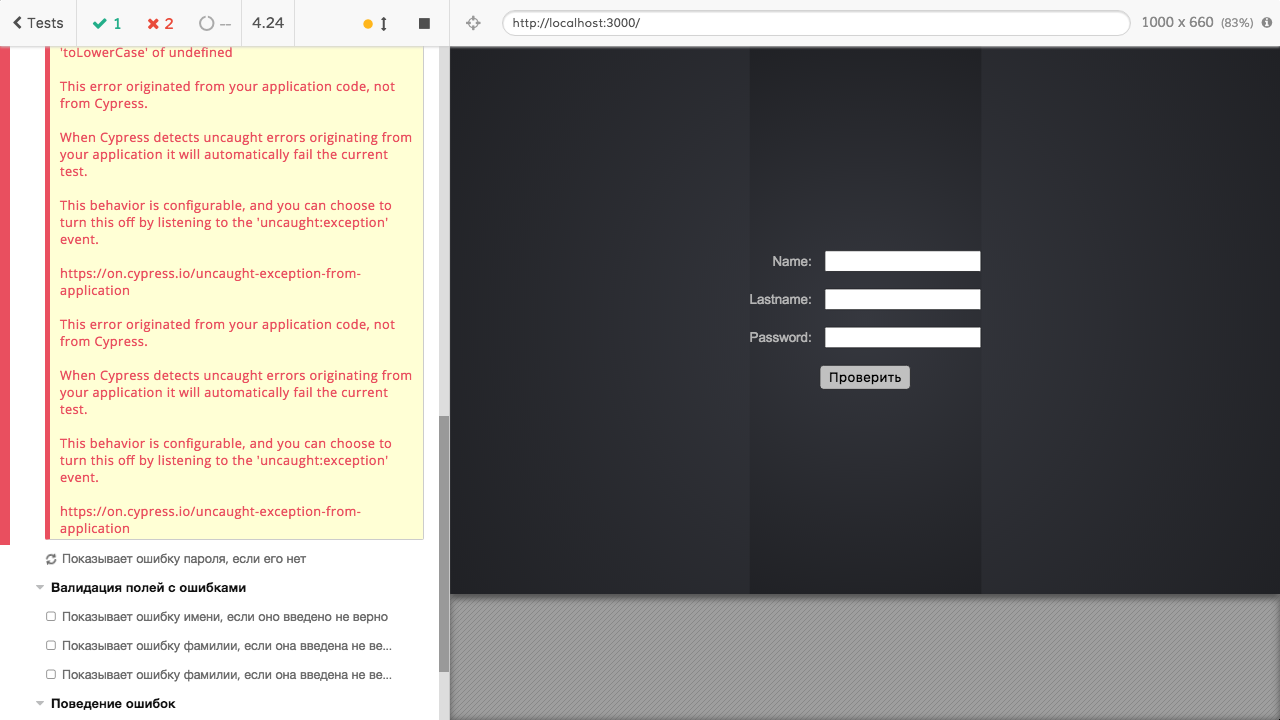 Tests
1
2
--
4.24
http://localhost:3000/
1000 x 660 (83%)
'toLowerCase' of undefined
This error originated from your application code, not
from Cypress.
When Cypress detects uncaught errors originating from
your application it will automatically fail the current
test.
This behavior is configurable, and you can choose to
turn this off by listening to the 'uncaught:exception'
event.
https://on.cypress.io/uncaught-exception-from-
application
This error originated from your application code, not
from Cypress.
When Cypress detects uncaught errors originating from
your application it will automatically fail the current
test.
This behavior is configurable, and you can choose to
turn this off by listening to the 'uncaught:exception'
event.
https://on.cypress.io/uncaught-exception-from-
application
Показывает ошибку пароля, если его нет
Валидация полей с ошибками
Показывает ошибку имени, если оно введено не верно
Показывает ошибку фамилии, если она введена не ве...
Показывает ошибку фамилии, если она введена не ве...
Поведение ошибок
Name:
Lastname:
Password:
Проверить